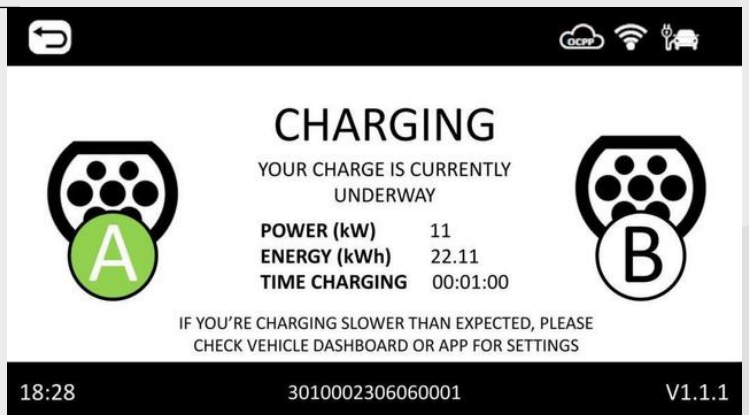 OCPP
CHARGING
YOUR CHARGE IS CURRENTLY
UNDERWAY
POWER (kW) 11
ENERGY (kWh) 22.11
TIME CHARGING 00:01:00
A
B
IF YOU’RE CHARGING SLOWER THAN EXPECTED, PLEASE
CHECK VEHICLE DASHBOARD OR APP FOR SETTINGS
18:28 3010002306060001 V1.1.1